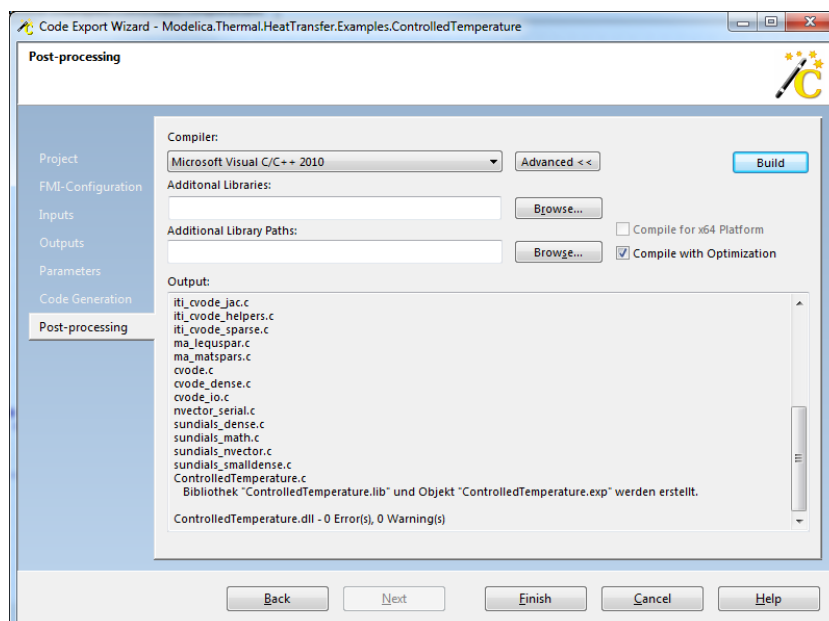 Code Export Wizard - Modelica.Thermal.HeatTransfer.Examples.ControlledTemperature
Post-processing
Project
FMI-Configuration
Inputs
Outputs
Parameters
Code Generation
Post-processing
Compiler:
Microsoft Visual C/C++ 2010
Advanced <<
Build
Additonal Libraries:
Browse...
Additional Library Paths:
Compile for x64 Platform
Browse...
Compile with Optimization
Output:
iti_cvode_jac.c
iti_cvode_helpers.c
iti_cvode_sparse.c
ma_lequspar.c
ma_matspars.c
cvode.c
cvode_dense.c
cvode_io.c
nvector_serial.c
sundials_dense.c
sundials_math.c
sundials_nvector.c
sundials_smalldense.c
ControlledTemperature.c
Bibliothek "ControlledTemperature.lib" und Objekt "ControlledTemperature.exp" werden erstellt.
ControlledTemperature.dll - 0 Error(s), 0 Warning(s)
Back
Next
Finish
Cancel
Help